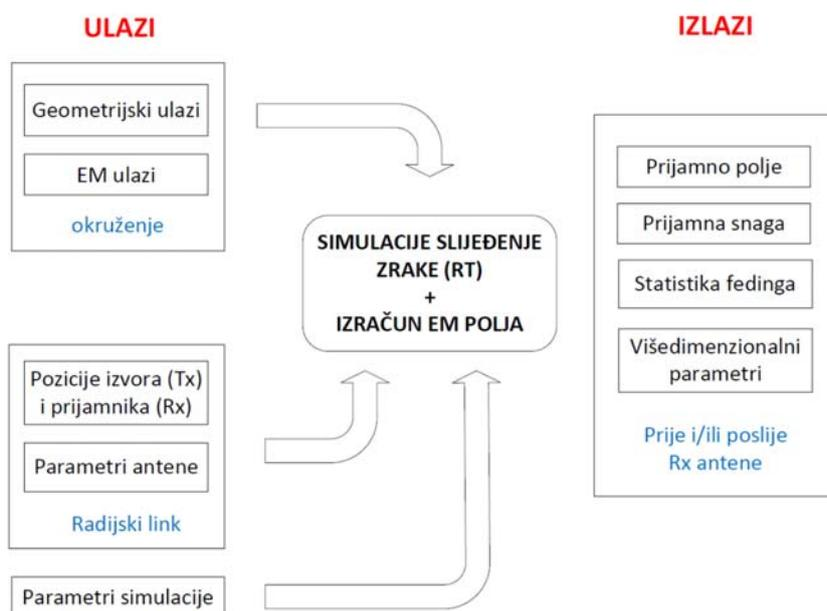 ULAZI
Geometrijski ulazi
EM ulazi
okruženje
Pozicije izvora (Tx)
i prijamnika (Rx)
Parametri antene
Radijski link
Parametri simulacije
SIMULACIJE SLIJEĐENJE
ZRAKE (RT)
+
IZRAČUN EM POLJA
IZLAZI
Prijamno polje
Prijamna snaga
Statistika fedinga
Višedimenzionalni
parametri
Prije i/ili poslije
Rx antene